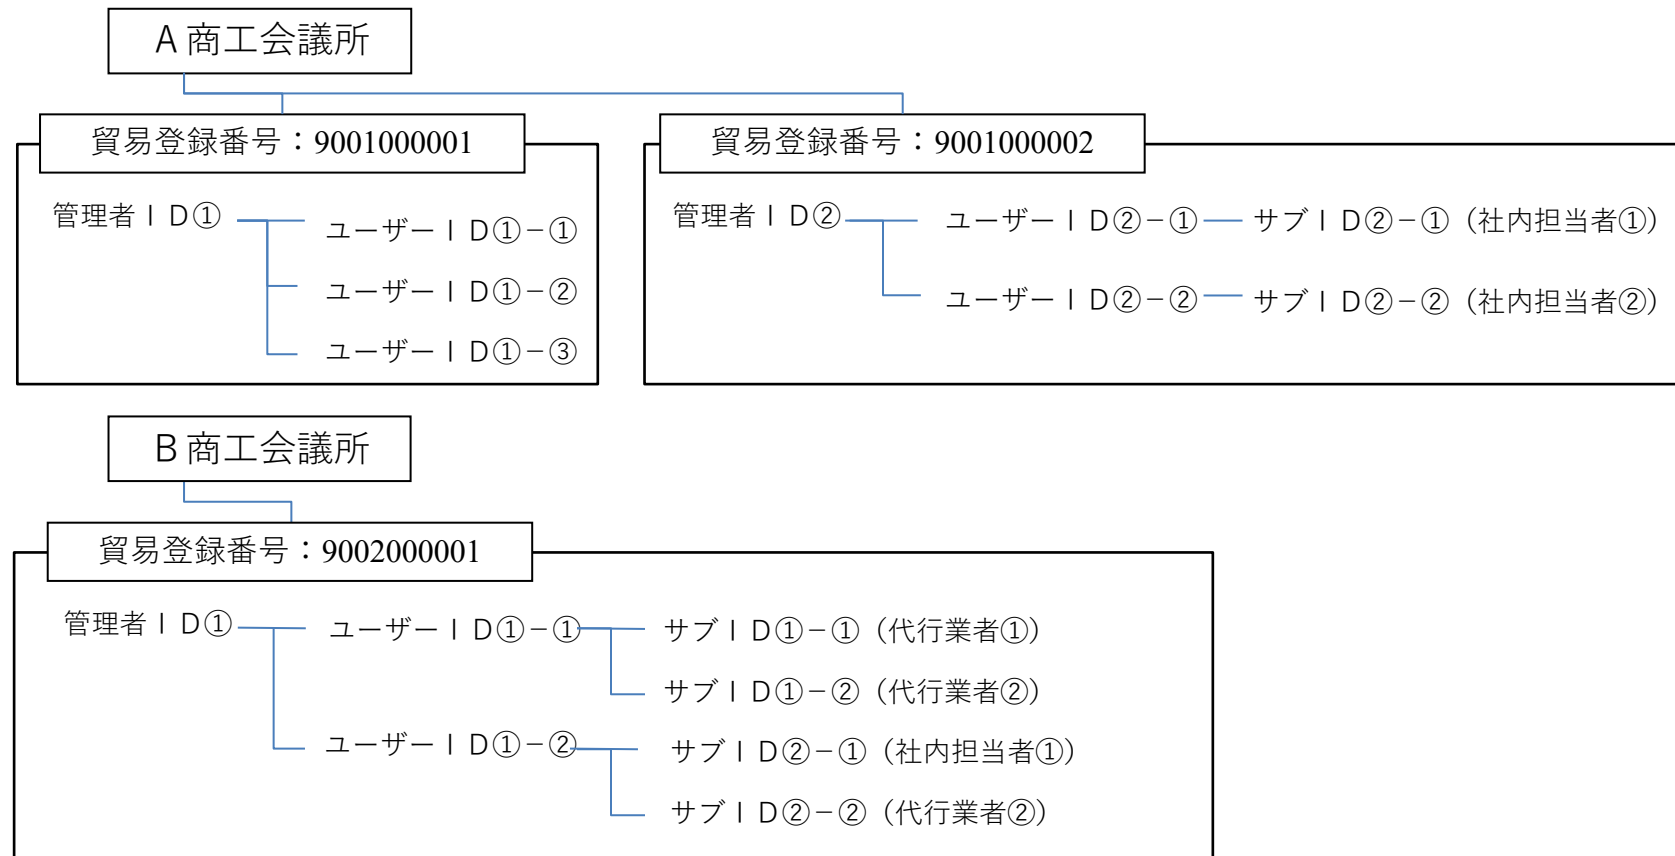 A商工会議所
貿易登録番号：9001000001
管理者ＩＤ①
ユーザーＩＤ①−①
ユーザーＩＤ①−②
ユーザーＩＤ①−③
貿易登録番号：9001000002
管理者ＩＤ②
ユーザーＩＤ②−① サブＩＤ②−①（社内担当者①）
ユーザーＩＤ②−② サブＩＤ②−②（社内担当者②）
B商工会議所
貿易登録番号：9002000001
管理者ＩＤ① ユーザーＩＤ①−① サブＩＤ①−①（代行業者①）
サブＩＤ①−②（代行業者②）
ユーザーＩＤ①−② サブＩＤ②−①（社内担当者①）
サブＩＤ②−②（代行業者②）